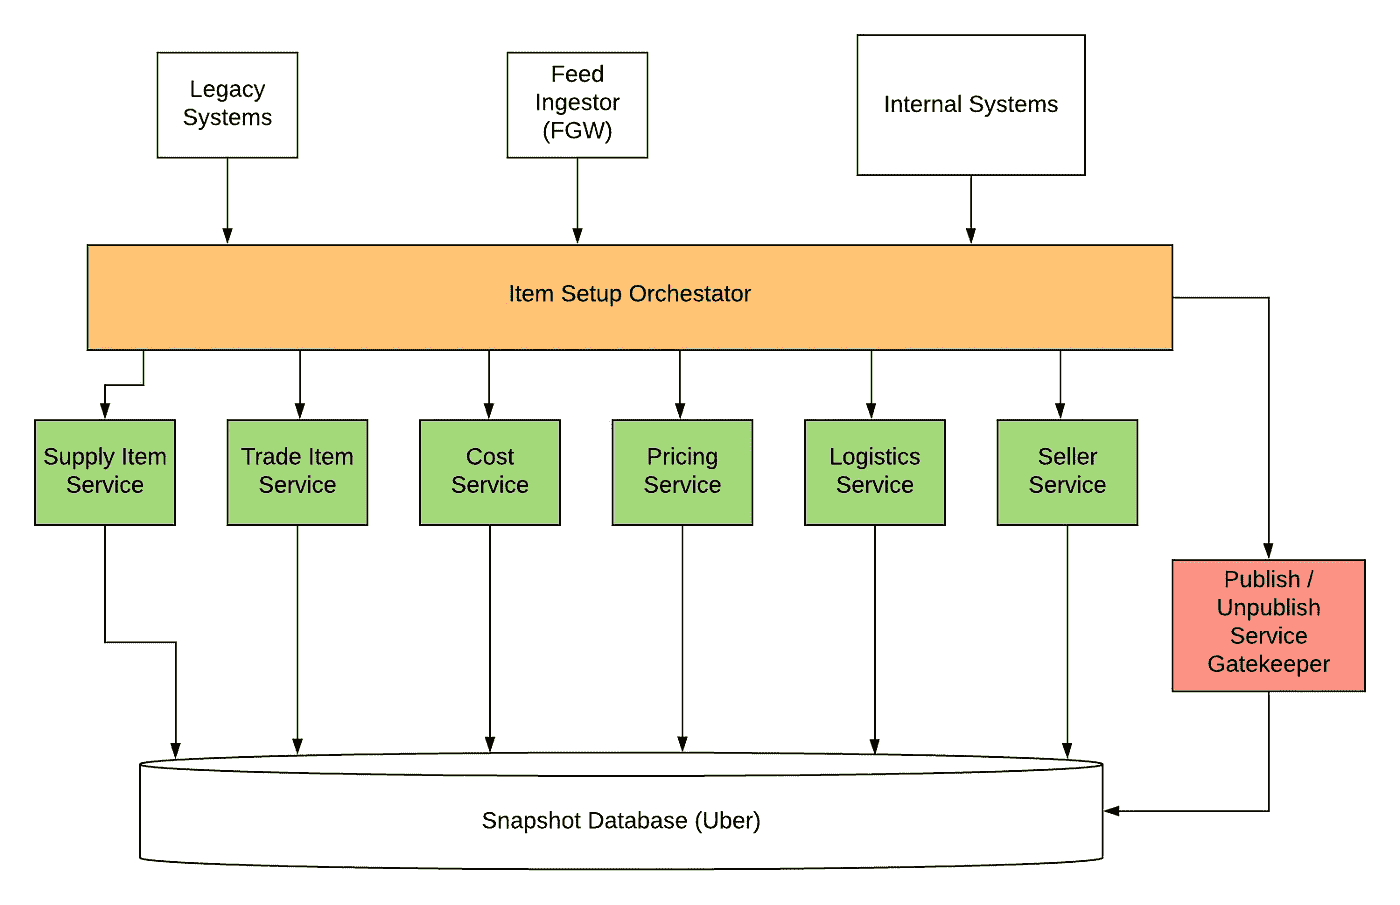 Legacy
Systems
Feed
Ingestor
(FGW)
Internal Systems
Item Setup Orchestator
Supply Item
Service
Trade Item
Service
Cost
Service
Pricing
Service
Logistics
Service
Seller
Service
Publish /
Unpublish
Service
Gatekeeper
Snapshot Database (Uber)